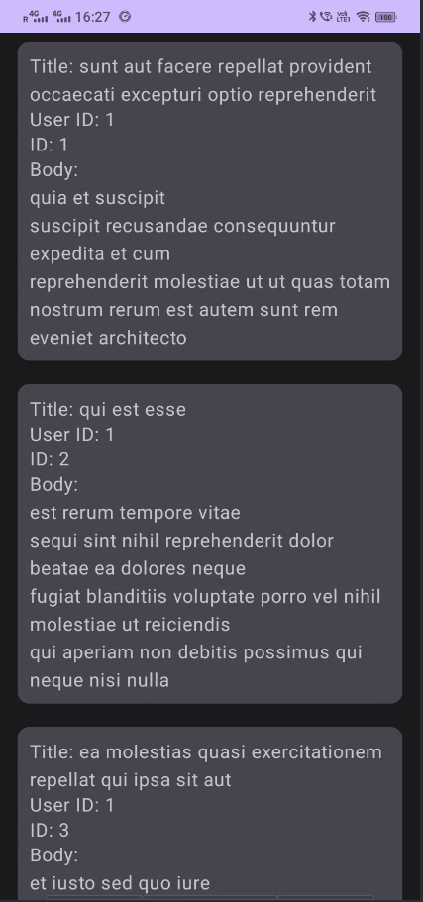 R 4G 4G 16:27 Vo) LTE1 100
Title: sunt aut facere repellat provident
occaecati excepturi optio reprehenderit
User ID: 1
ID: 1
Body:
quia et suscipit
suscipit recusandae consequuntur
expedita et cum
reprehenderit molestiae ut ut quas totam
nostrum rerum est autem sunt rem
eveniet architecto
Title: qui est esse
User ID: 1
ID: 2
Body:
est rerum tempore vitae
sequi sint nihil reprehenderit dolor
beatae ea dolores neque
fugiat blanditiis voluptate porro vel nihil
molestiae ut reiciendis
qui aperiam non debitis possimus qui
neque nisi nulla
Title: ea molestias quasi exercitationem
repellat qui ipsa sit aut
User ID: 1
ID: 3
Body:
et iusto sed quo iure